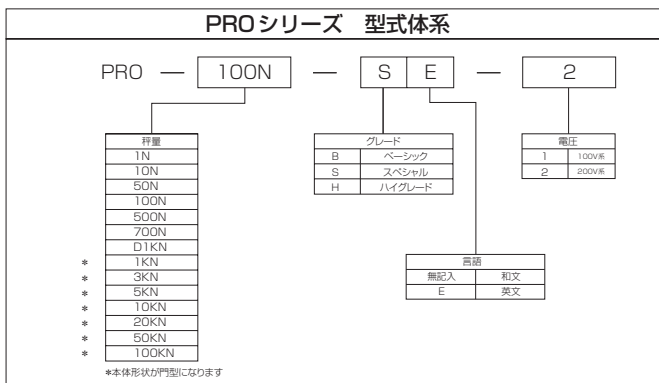 PROシリーズ 型式体系
PRO — 100N — S E — 2
秤量
1N
10N
50N
100N
500N
700N
D1KN
* 1KN
* 3KN
* 5KN
* 10KN
* 20KN
* 50KN
* 100KN
*本体形状が門型になります
グレード
B ベーシック
S スペシャル
H ハイグレード
電圧
1 100V系
2 200V系
言語
無記入 和文
E 英文